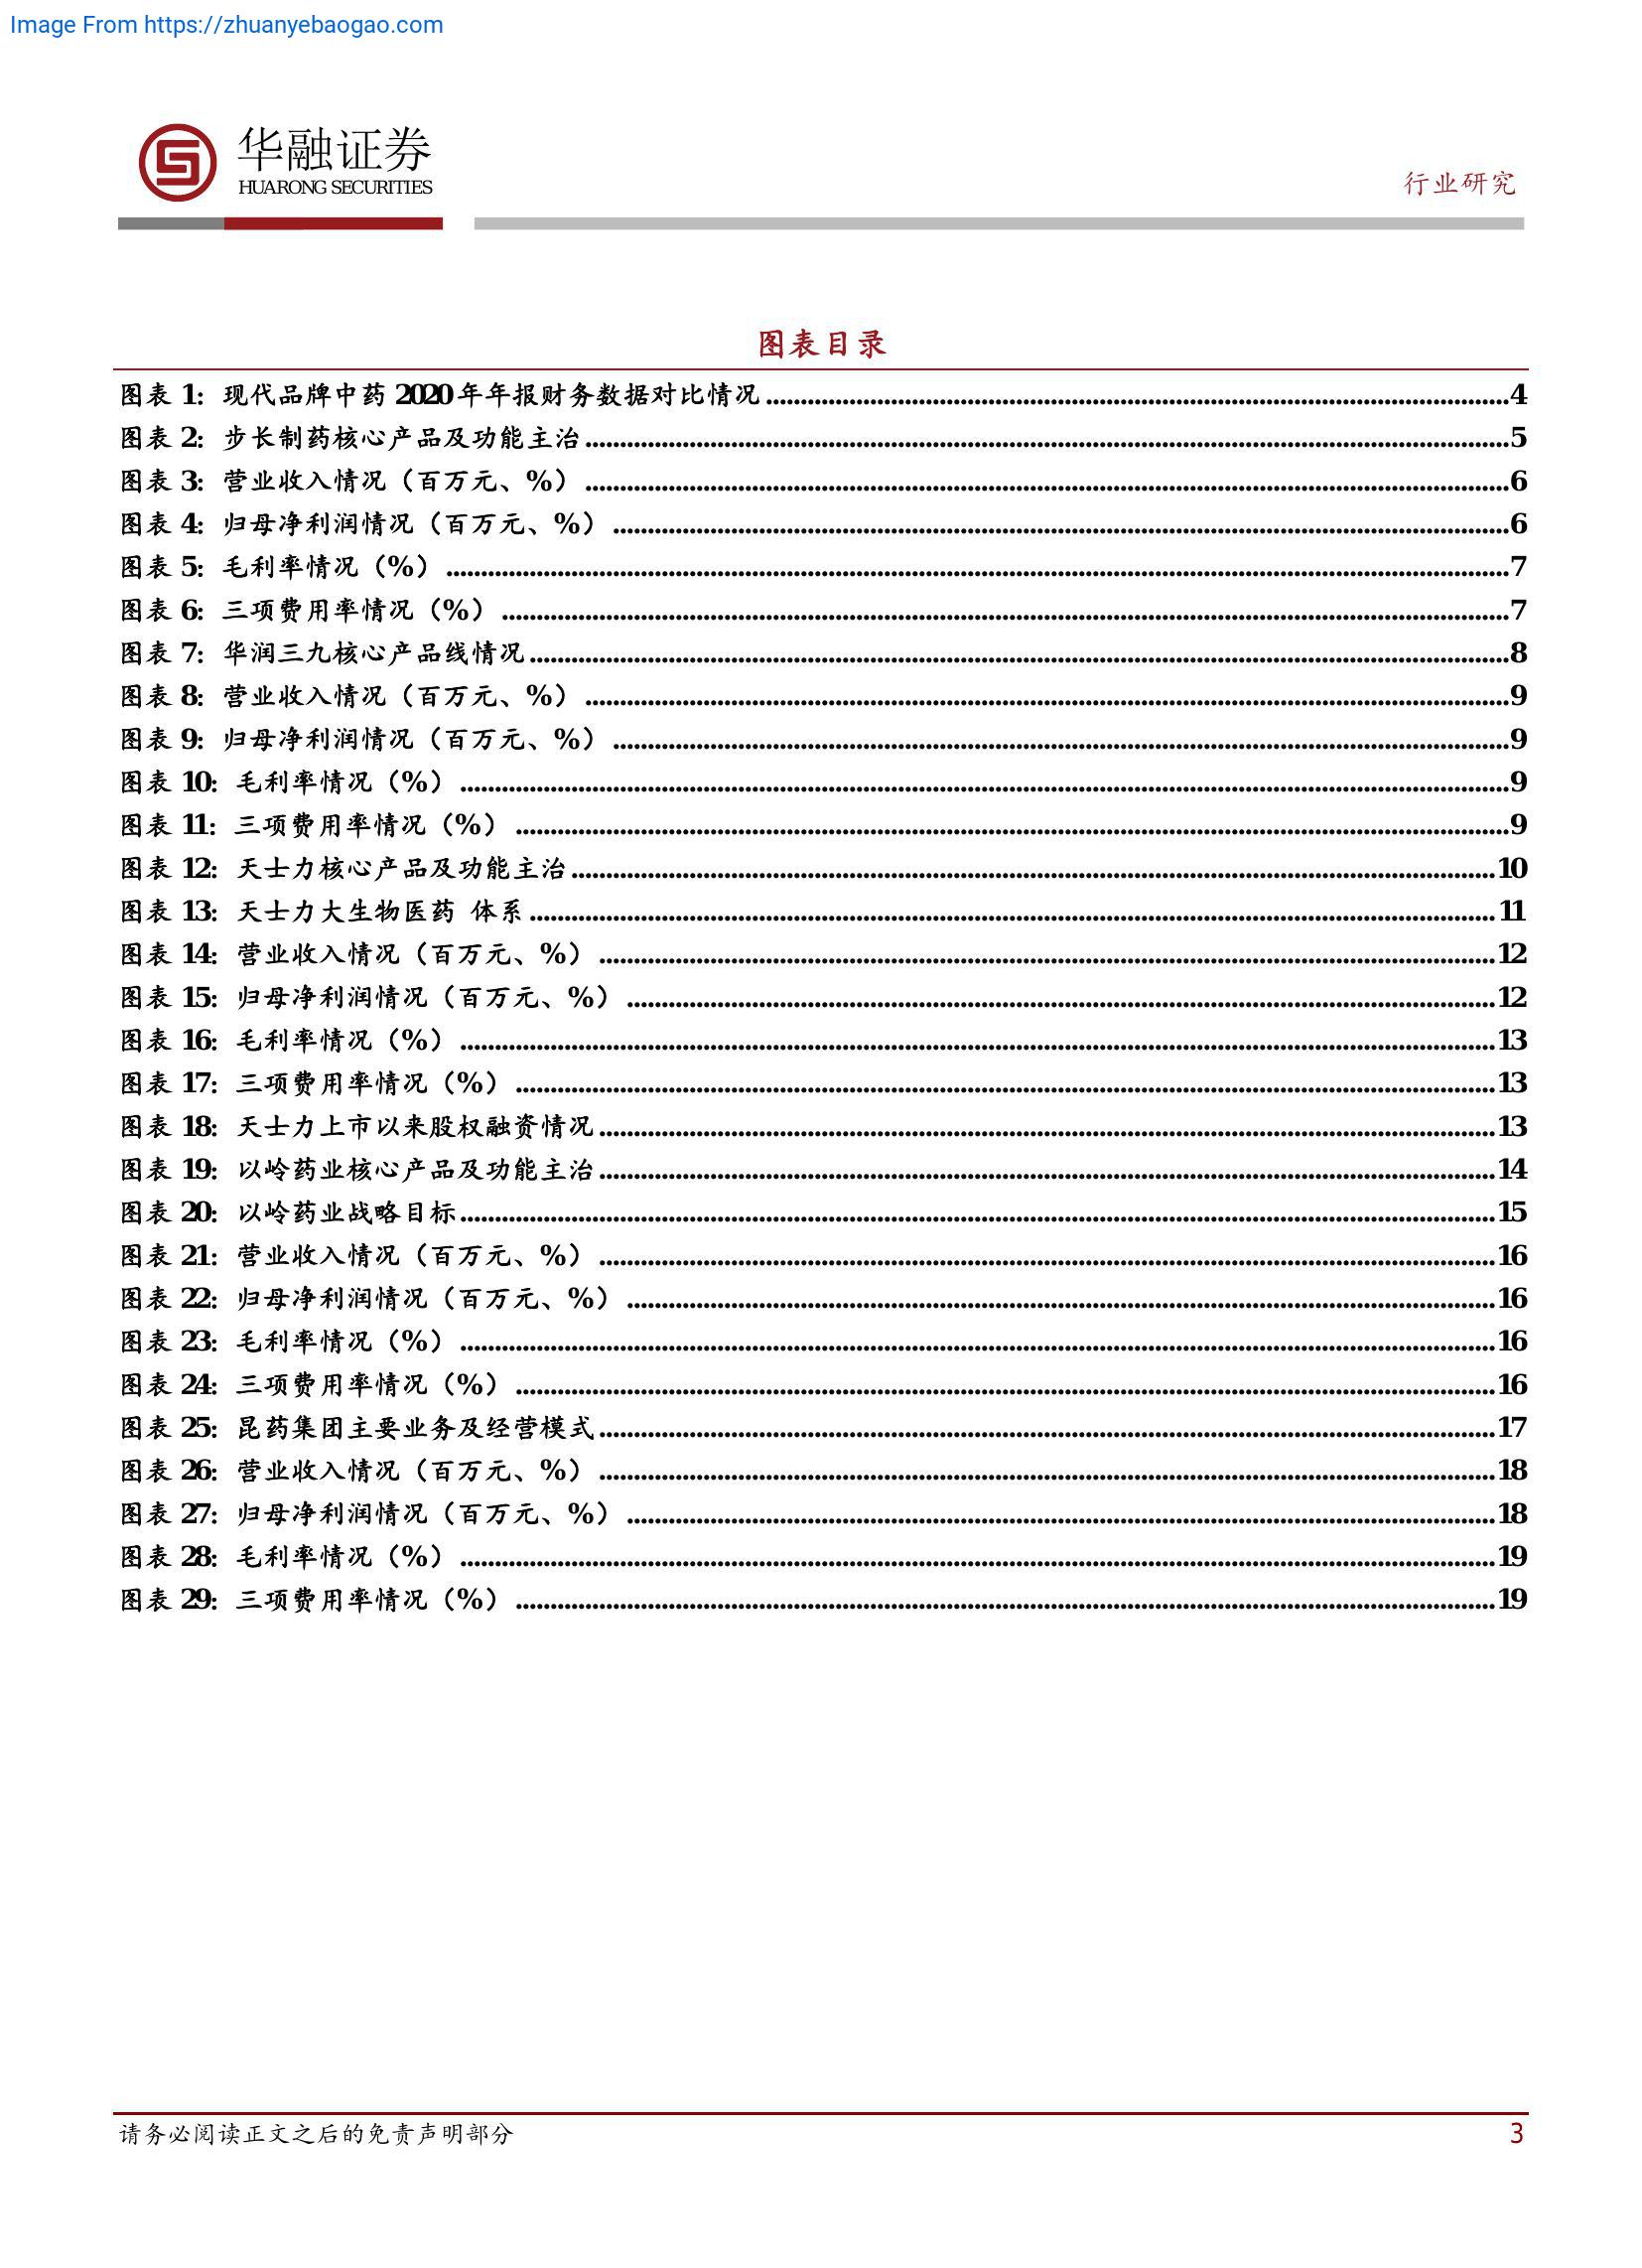 Image From https://zhuanyebaogao.com
华融证券
HUARONG SECURITIES
行业研究
图表目录
图表 1: 现代品牌中药 2020 年年报财务数据对比情况 4
图表 2: 步长制药核心产品及功能主治 5
图表 3: 营业收入情况（百万元、%） 6
图表 4: 归母净利润情况（百万元、%） 6
图表 5: 毛利率情况（%） 7
图表 6: 三项费用率情况（%） 7
图表 7: 华润三九核心产品线情况 8
图表 8: 营业收入情况（百万元、%） 9
图表 9: 归母净利润情况（百万元、%） 9
图表 10: 毛利率情况（%） 9
图表 11: 三项费用率情况（%） 9
图表 12: 天士力核心产品及功能主治 10
图表 13: 天士力大生物医药 体系 11
图表 14: 营业收入情况（百万元、%） 12
图表 15: 归母净利润情况（百万元、%） 12
图表 16: 毛利率情况（%） 13
图表 17: 三项费用率情况（%） 13
图表 18: 天士力上市以来股权融资情况 13
图表 19: 以岭药业核心产品及功能主治 14
图表 20: 以岭药业战略目标 15
图表 21: 营业收入情况（百万元、%） 16
图表 22: 归母净利润情况（百万元、%） 16
图表 23: 毛利率情况（%） 16
图表 24: 三项费用率情况（%） 16
图表 25: 昆药集团主要业务及经营模式 17
图表 26: 营业收入情况（百万元、%） 18
图表 27: 归母净利润情况（百万元、%） 18
图表 28: 毛利率情况（%） 19
图表 29: 三项费用率情况（%） 19
请务必阅读正文之后的免责声明部分 3